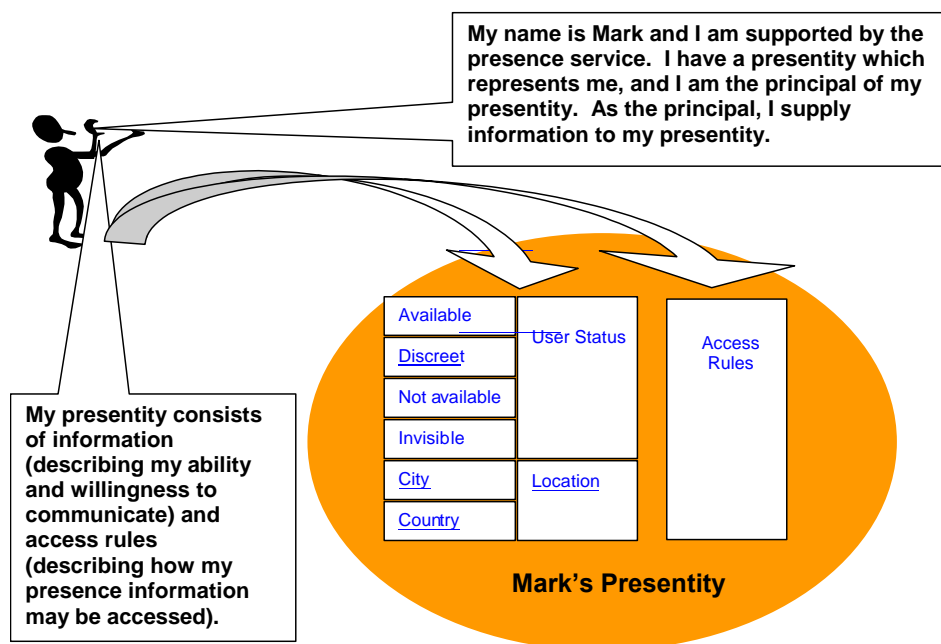 My name is Mark and I am supported by the
presence service. I have a presentity which
represents me, and I am the principal of my
presentity. As the principal, I supply
information to my presentity.
Available
User Status
Access
Rules
Discreet
Not available
Invisible
City
Location
Country
Mark's Presentity
My presentity consists
of information
(describing my ability
and willingness to
communicate) and
access rules
(describing how my
presence information
may be accessed).